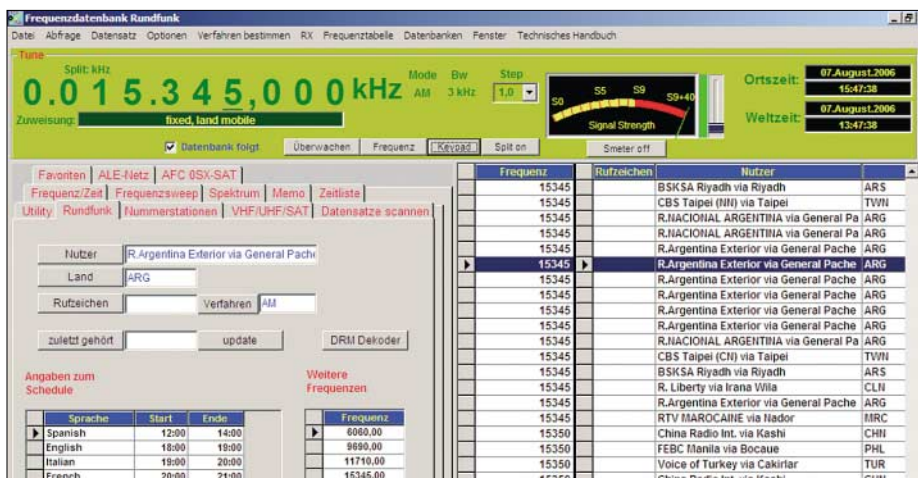 Frequenzdatenbank Rundfunk
Datei Abfrage Datensatz Optionen Verfahren bestimmen RX Frequenztabelle Datenbanken Fenster Technisches Handbuch
Tune
Split: kHz
0.015.345,000 kHz
Mode Bw Step
AM 3 kHz 1,0
Zuweisung: fixed, land mobile
S0 S5 S9 S9+40
Signal Strength
Ortszeit: 07.August.2006
15:47:38
Weltzeit: 07.August.2006
13:47:38
Datenbank folgt Überwachen Frequenz Keypad Split on Smeter off
Favoriten ALE-Netz AFC 0SX-SAT
Frequenz/Zeit Frequenzsweep Spektrum Memo Zeitliste
Utility Rundfunk Nummerstationen VHF/UHF/SAT Datensatze scannen
Nutzer R.Argentina Exterior via General Pache
Land ARG
Rufzeichen Verfahren AM
zuletzt gehört update DRM Dekoder
Angaben zum
Schedule
Sprache Start Ende
Spanish 12:00 14:00
English 18:00 19:00
Italian 19:00 20:00
French 20:00 21:00
Weitere
Frequenzen
Frequenz
6060,00
9690,00
11710,00
15345,00
Frequenz Rufzeichen Nutzer
15345 BSKSA Riyadh via Riyadh ARS
15345 CBS Taipei (NN) via Taipei TWN
15345 R.NACIONAL ARGENTINA via General Pa ARG
15345 R.NACIONAL ARGENTINA via General Pa ARG
15345 R.Argentina Exterior via General Pache ARG
15345 R.Argentina Exterior via General Pache ARG
15345 R.Argentina Exterior via General Pache ARG
15345 R.Argentina Exterior via General Pache ARG
15345 R.Argentina Exterior via General Pache ARG
15345 R.Argentina Exterior via General Pache ARG
15345 R.NACIONAL ARGENTINA via General Pa ARG
15345 CBS Taipei (CN) via Taipei TWN
15345 BSKSA Riyadh via Riyadh ARS
15345 R. Liberty via Irana Wila CLN
15345 R.Argentina Exterior via General Pache ARG
15345 RTV MAROCAINE via Nador MRC
15350 China Radio Int. via Kashi CHN
15350 FEBC Manila via Bocaue PHL
15350 Voice of Turkey via Cakirlar TUR
15350 China Radio Int. via Kashi CHN